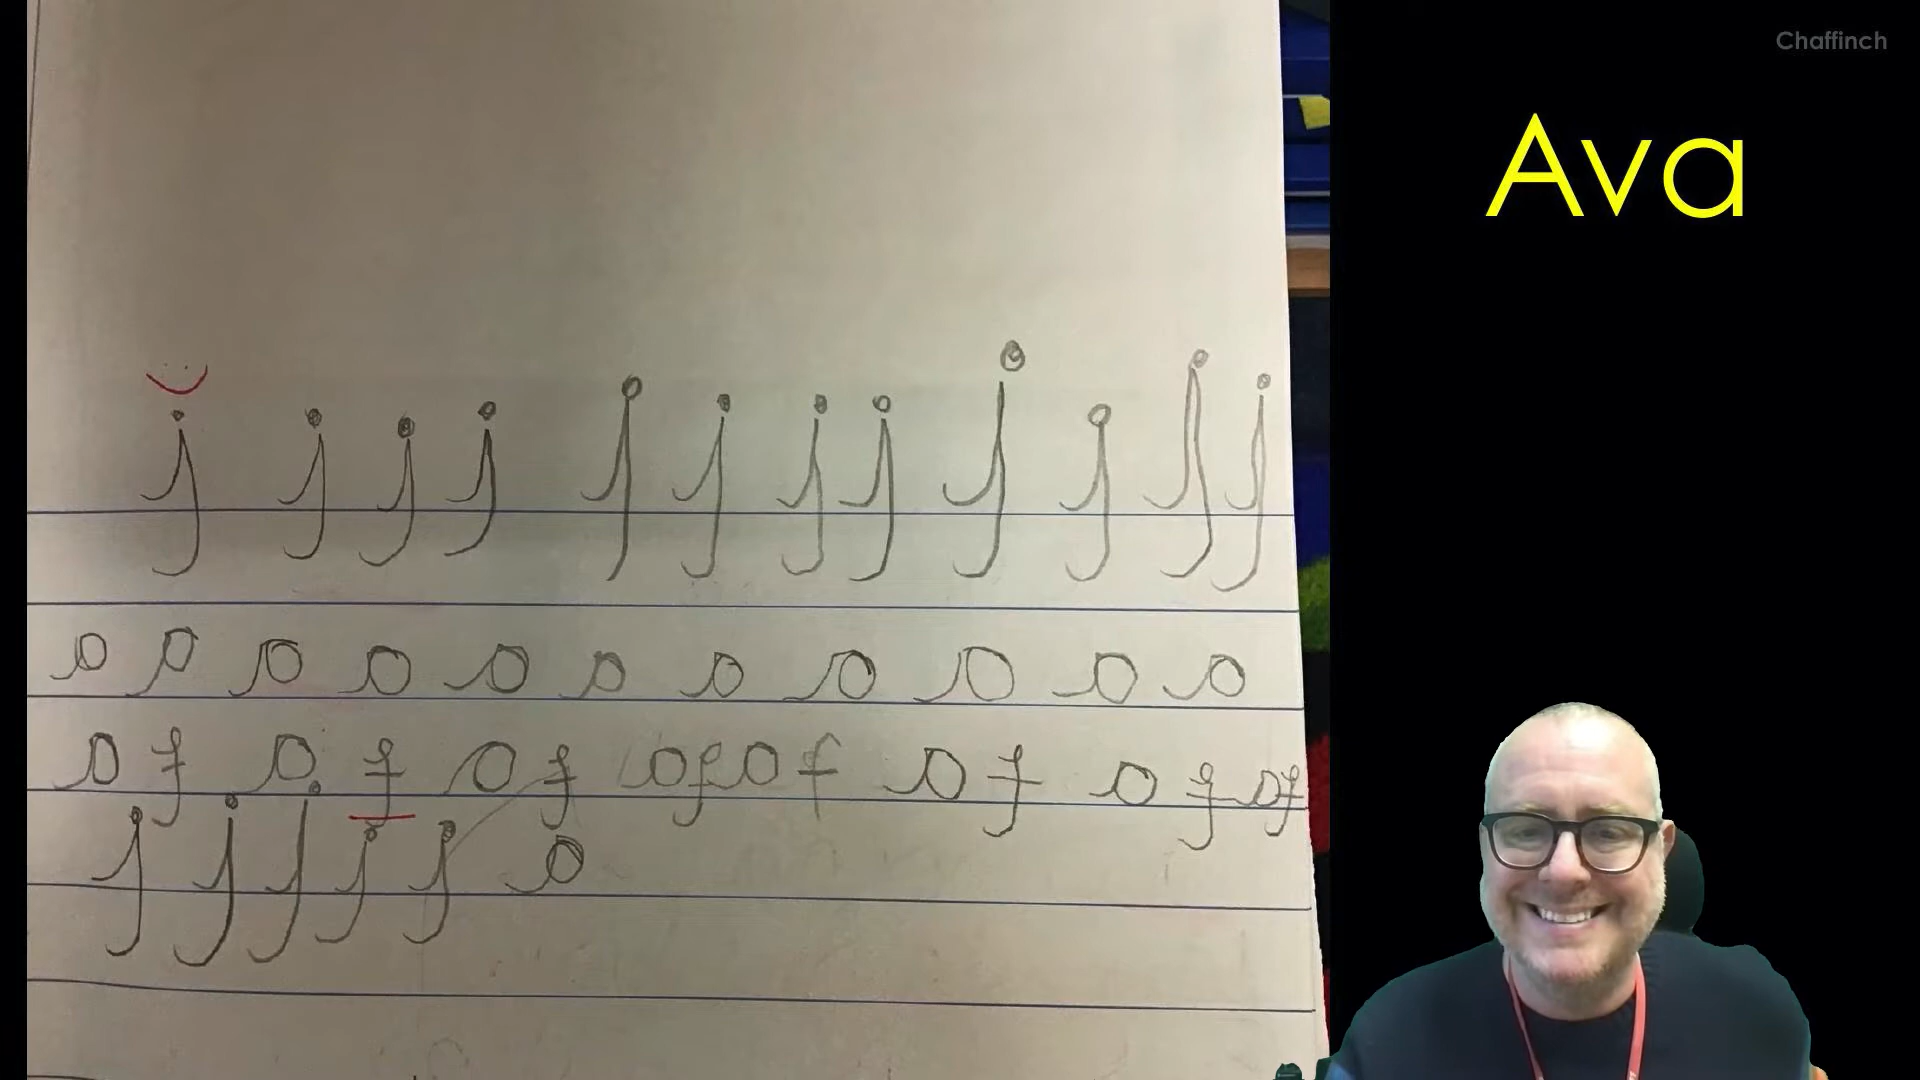 Chaffinch
Ava
j j j j j j j j j j j j
o o o o o o o o o o o
o f o f o f o f o f o f o f o f
j j j j j o